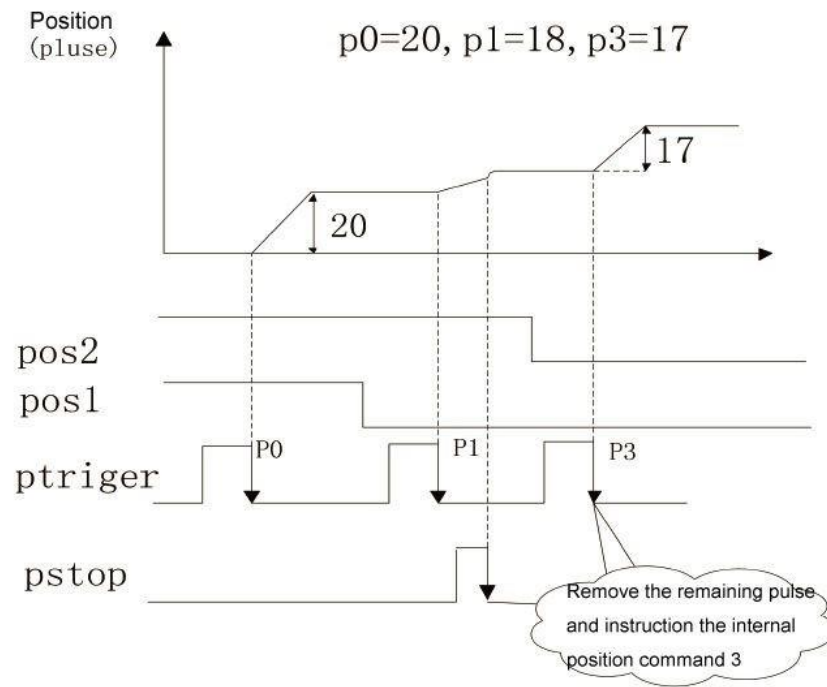 Position
(pluse)
p0=20, p1=18, p3=17
17
20
pos2
pos1
P0
P1
P3
ptriger
pstop
Remove the remaining pulse
and instruction the internal
position command 3